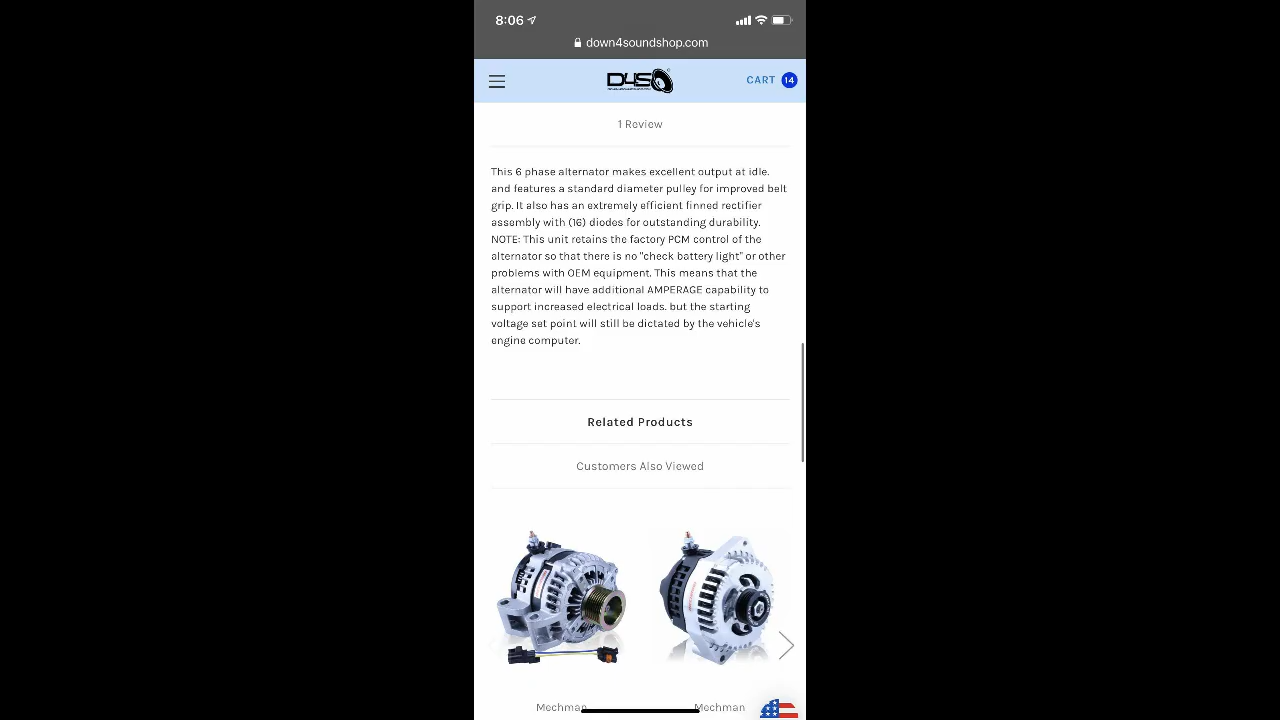 8:06
down4soundshop.com
D4S
CART 14
1 Review
This 6 phase alternator makes excellent output at idle.
and features a standard diameter pulley for improved belt
grip. It also has an extremely efficient finned rectifier
assembly with (16) diodes for outstanding durability.
NOTE: This unit retains the factory PCM control of the
alternator so that there is no "check battery light" or other
problems with OEM equipment. This means that the
alternator will have additional AMPERAGE capability to
support increased electrical loads. but the starting
voltage set point will still be dictated by the vehicle's
engine computer.
Related Products
Customers Also Viewed
Mechman Mechman